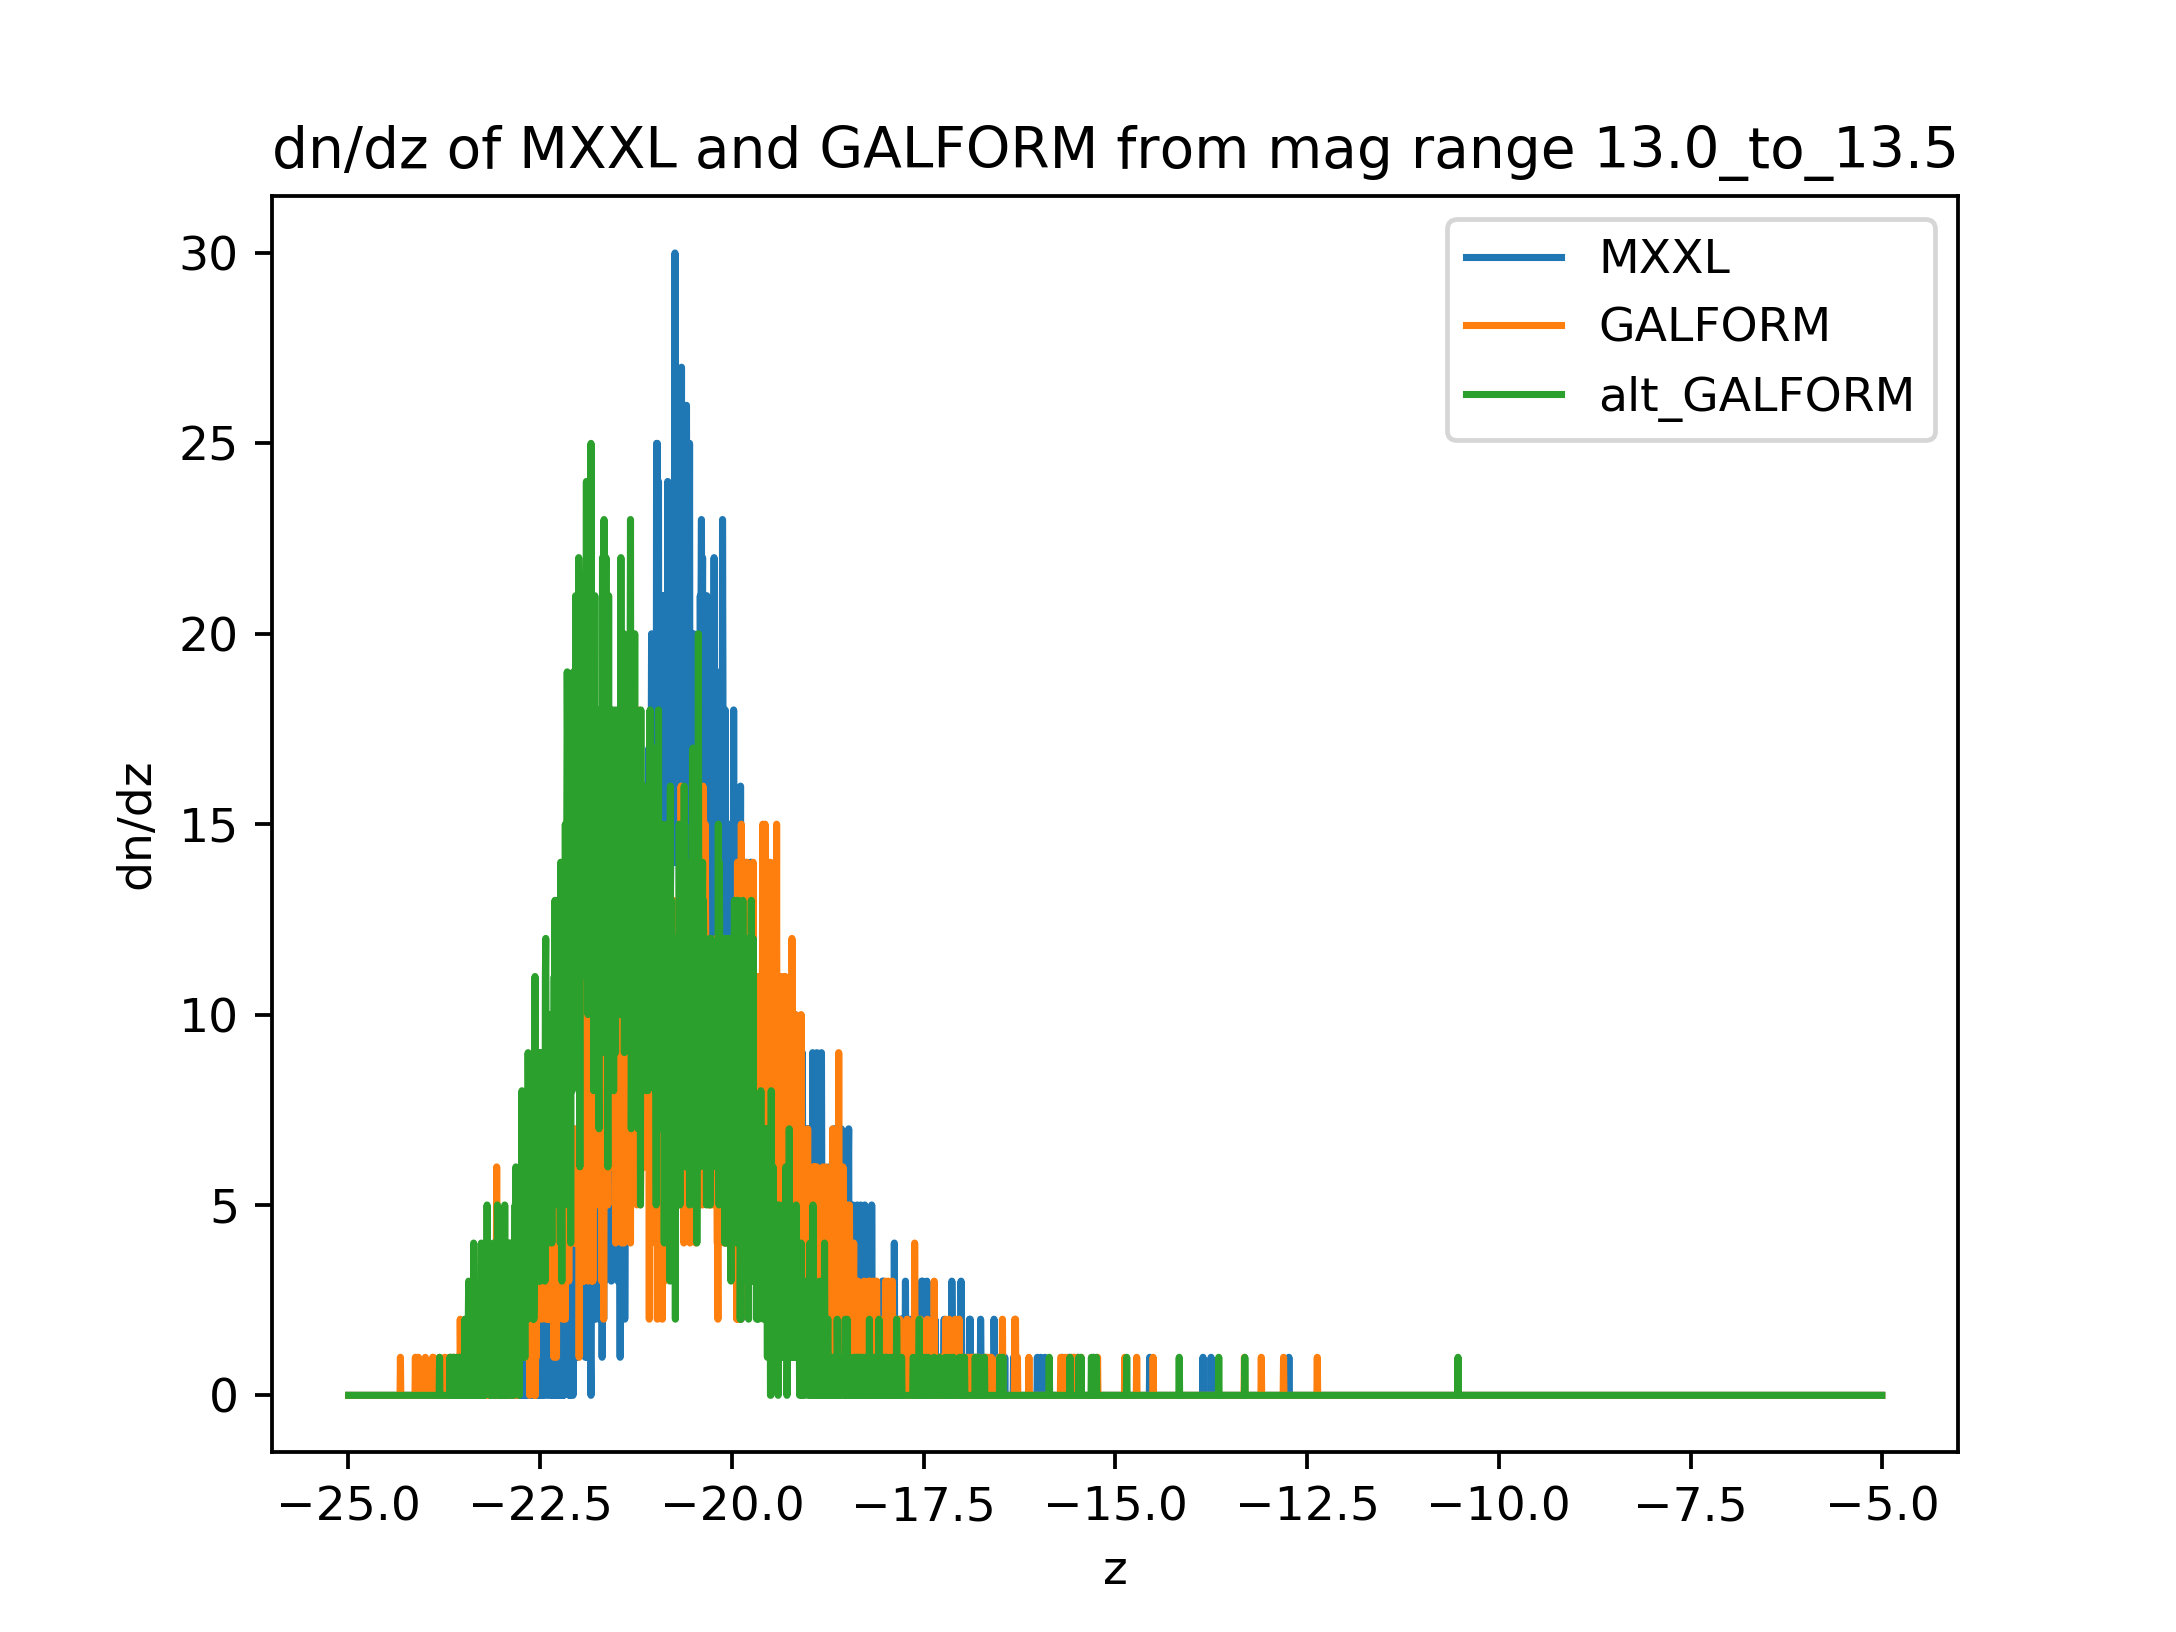 dn/dz of MXXL and GALFORM from mag range 13.0_to_13.5
MXXL
GALFORM
alt_GALFORM
30
25
20
15
10
5
0
dn/dz
−25.0 −22.5 −20.0 −17.5 −15.0 −12.5 −10.0 −7.5 −5.0
z